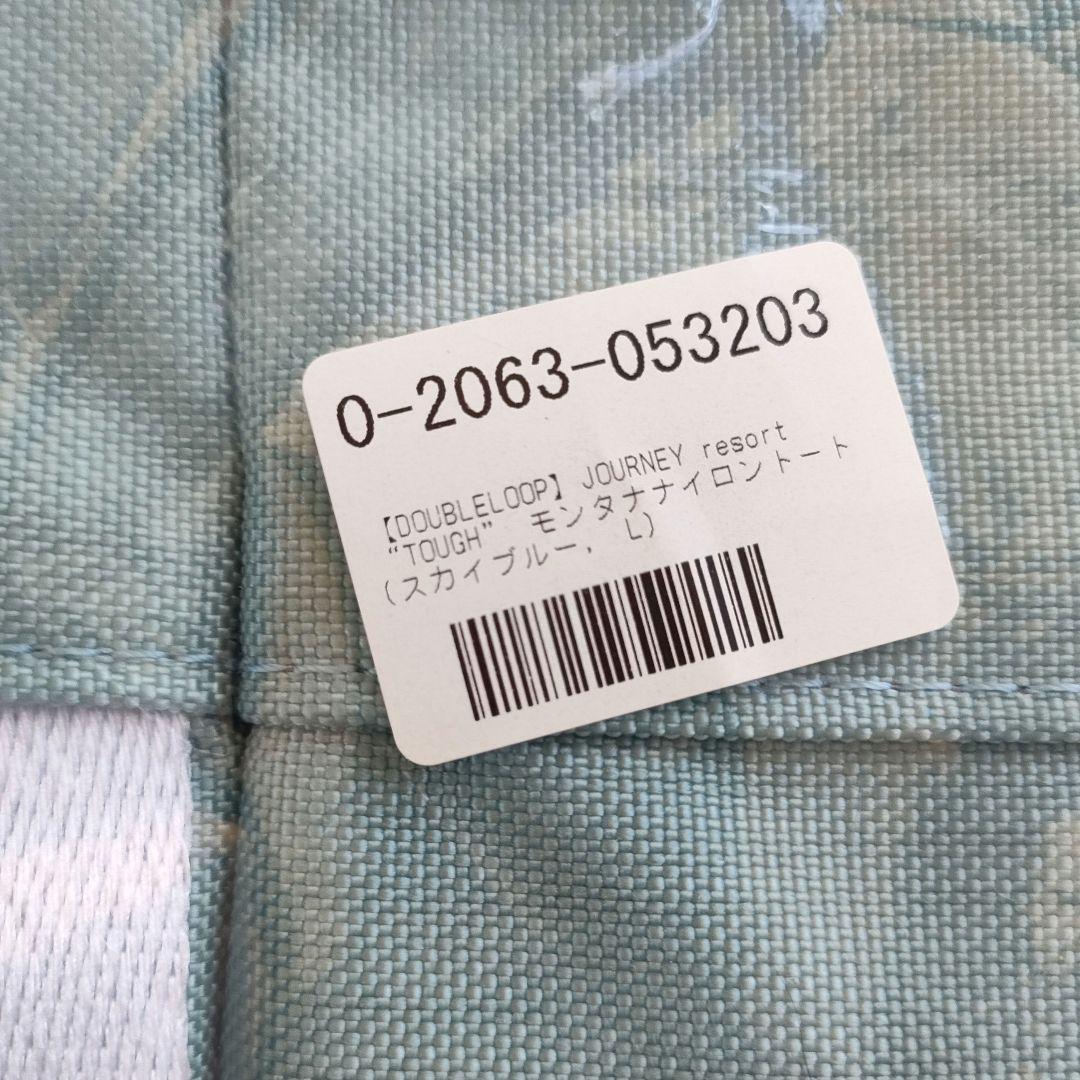 0-2063-053203
【DOUBLELOOP】 JOURNEY resort
“TOUGH” モンタナナイロントート
(スカイブルー, L)